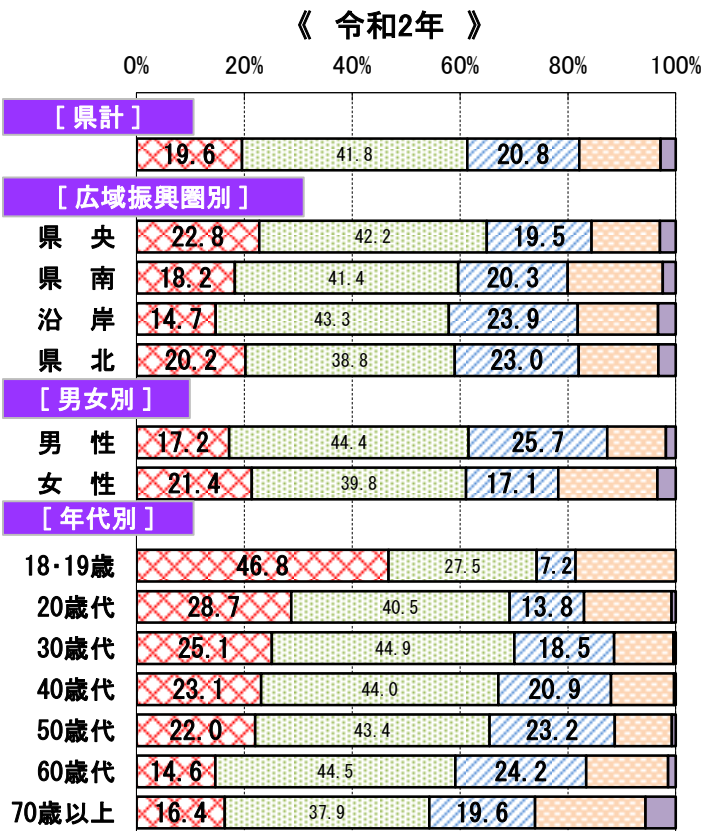 《 令和2年 》
0% 20% 40% 60% 80% 100%
[ 県計 ]
19.6 41.8 20.8
[ 広域振興圏別 ]
県 央 22.8 42.2 19.5
県 南 18.2 41.4 20.3
沿 岸 14.7 43.3 23.9
県 北 20.2 38.8 23.0
[ 男女別 ]
男 性 17.2 44.4 25.7
女 性 21.4 39.8 17.1
[ 年代別 ]
18・19歳 46.8 27.5 7.2
20歳代 28.7 40.5 13.8
30歳代 25.1 44.9 18.5
40歳代 23.1 44.0 20.9
50歳代 22.0 43.4 23.2
60歳代 14.6 44.5 24.2
70歳以上 16.4 37.9 19.6